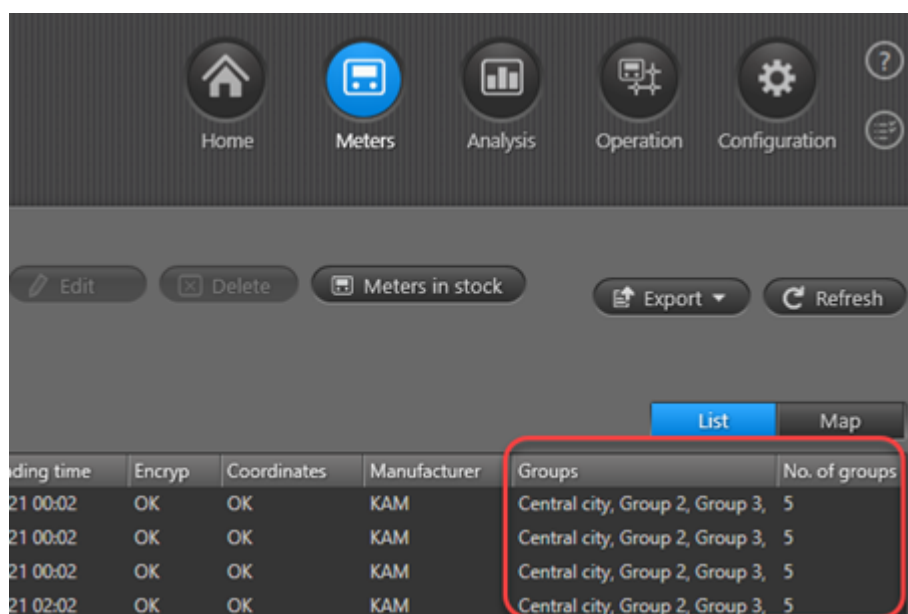 Home Meters Analysis Operation Configuration ?
Edit Delete Meters in stock Export Refresh
List Map
ding time Encryp Coordinates Manufacturer Groups No. of groups
21 00:02 OK OK KAM Central city, Group 2, Group 3, 5
21 00:02 OK OK KAM Central city, Group 2, Group 3, 5
21 00:02 OK OK KAM Central city, Group 2, Group 3, 5
21 02:02 OK OK KAM Central city, Group 2, Group 3, 5